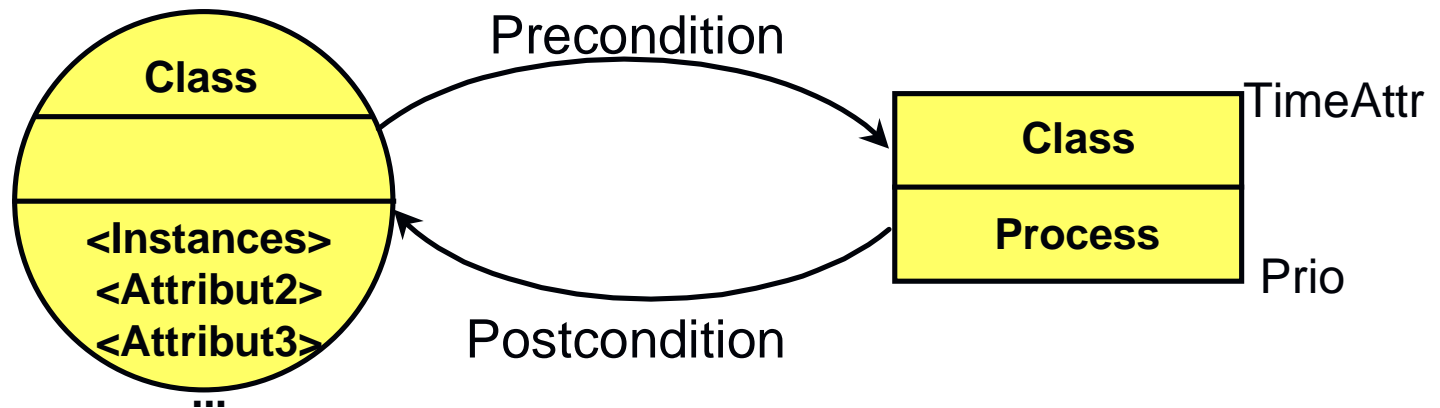 Precondition
Class
TimeAttr
Class
<Instances>
Process
<Attribut2>
Prio
<Attribut3>
Postcondition
...